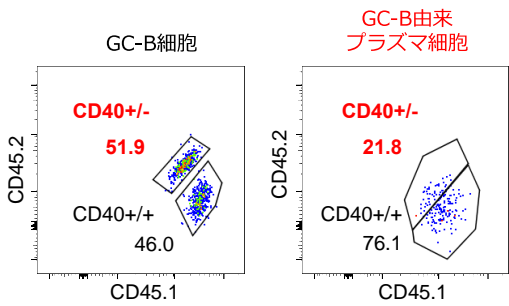 GC-B細胞
CD45.2
CD40+/-
51.9
CD40+/+
46.0
CD45.1
GC-B由来
プラズマ細胞
CD45.2
CD40+/-
21.8
CD40+/+
76.1
CD45.1